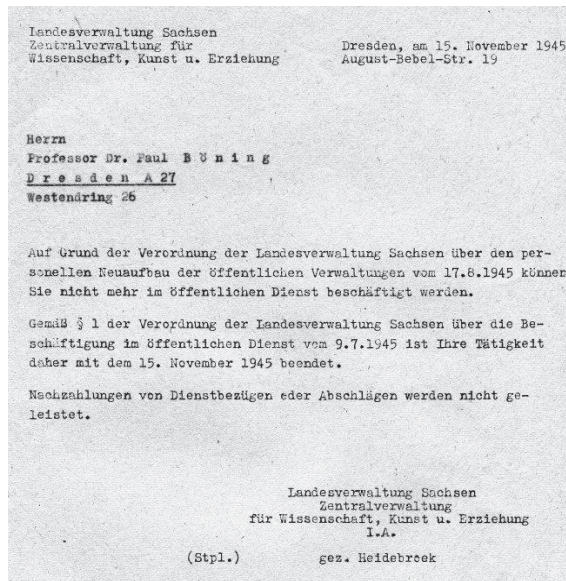 Landesverwaltung Sachsen
Zentralverwaltung für
Wissenschaft, Kunst u. Erziehung
Dresden, am 15. November 1945
August-Bebel-Str. 19
Herrn
Professor Dr. Paul B ö n i n g
D r e s d e n A 27
Westendring 26
Auf Grund der Verordnung der Landesverwaltung Sachsen über den per-
sonellen Neuaufbau der öffentlichen Verwaltungen vom 17.8.1945 können
Sie nicht mehr im öffentlichen Dienst beschäftigt werden.
Gemäß § 1 der Verordnung der Landesverwaltung Sachsen über die Be-
schäftigung im öffentlichen Dienst vom 9.7.1945 ist Ihre Tätigkeit
daher mit dem 15. November 1945 beendet.
Nachzahlungen von Dienstbezügen oder Abschlägen werden nicht ge-
leistet.
Landesverwaltung Sachsen
Zentralverwaltung
für Wissenschaft, Kunst u. Erziehung
I.A.
(Stpl.) gez. Heidebroek